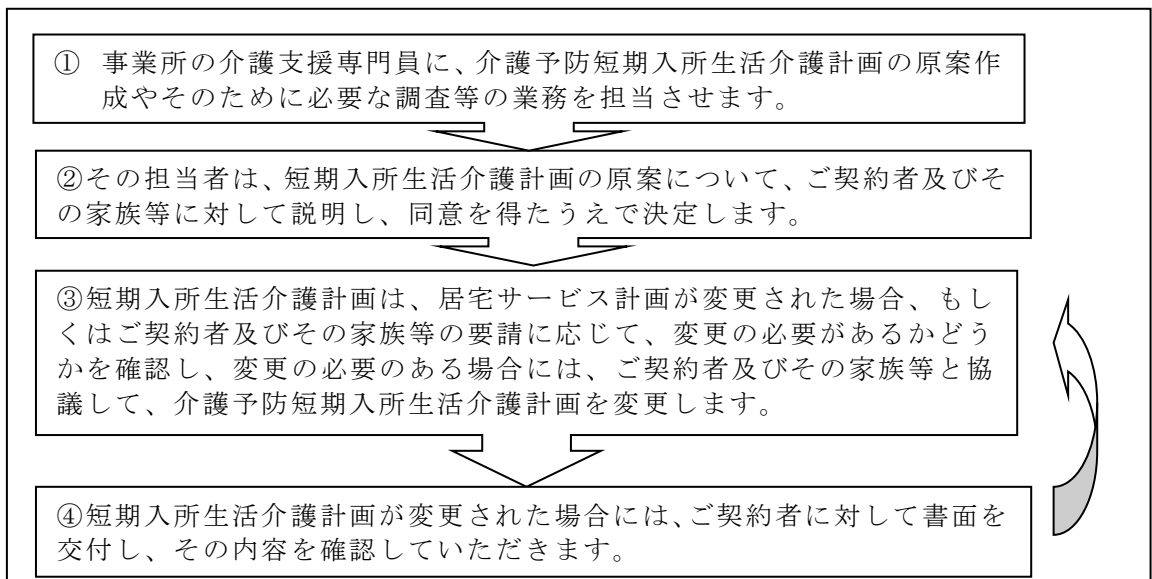 ① 事業所の介護支援専門員に、介護予防短期入所生活介護計画の原案作
成やそのために必要な調査等の業務を担当させます。
②その担当者は、短期入所生活介護計画の原案について、ご契約者及びそ
の家族等に対して説明し、同意を得たうえで決定します。
③短期入所生活介護計画は、居宅サービス計画が変更された場合、もし
くはご契約者及びその家族等の要請に応じて、変更の必要があるかどう
かを確認し、変更の必要のある場合には、ご契約者及びその家族等と協
議して、介護予防短期入所生活介護計画を変更します。
④短期入所生活介護計画が変更された場合には、ご契約者に対して書面を
交付し、その内容を確認していただきます。